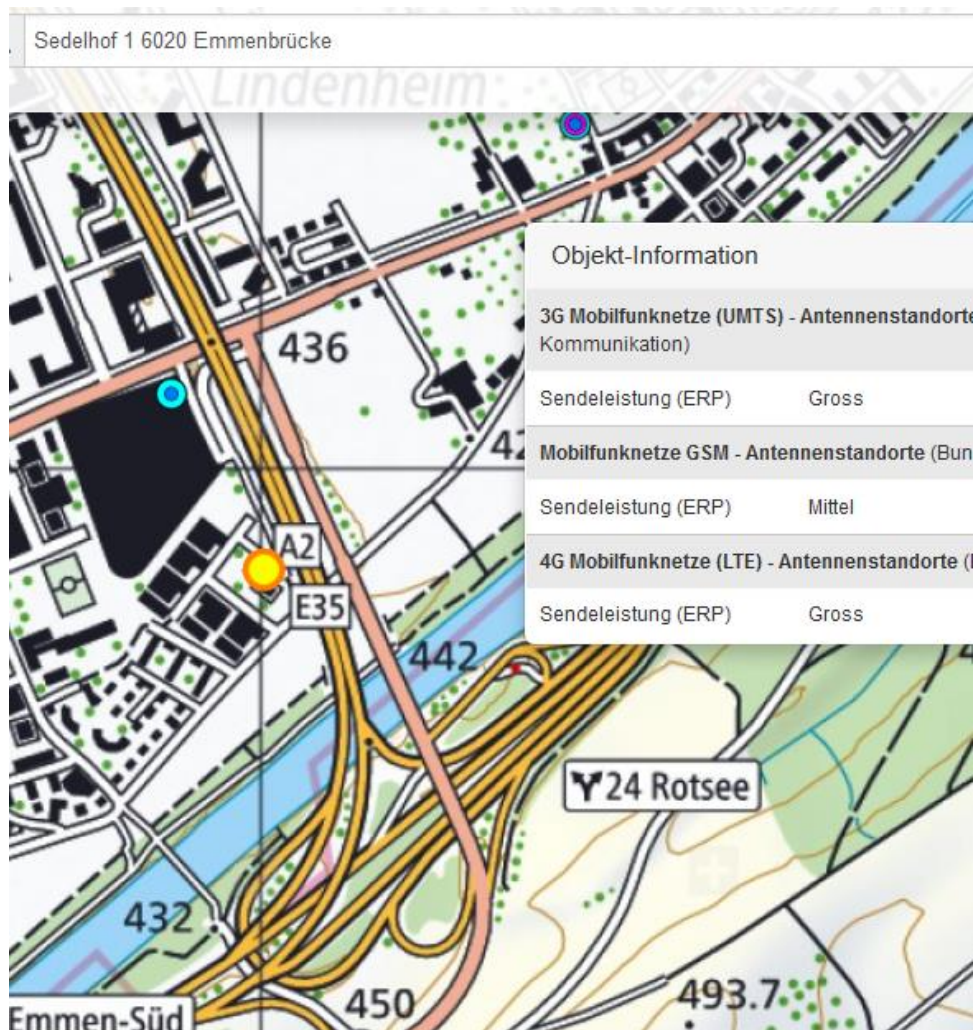 Sedelhof 1 6020 Emmenbrücke
Lindenheim
Objekt-Information
3G Mobilfunknetze (UMTS) - Antennenstandorte
Kommunikation)
Sendeleistung (ERP) Gross
Mobilfunknetze GSM - Antennenstandorte (Bun
Sendeleistung (ERP) Mittel
4G Mobilfunknetze (LTE) - Antennenstandorte (
Sendeleistung (ERP) Gross
436
42
A2
E35
442
24 Rotsee
432
493.7
450
Emmen-Süd